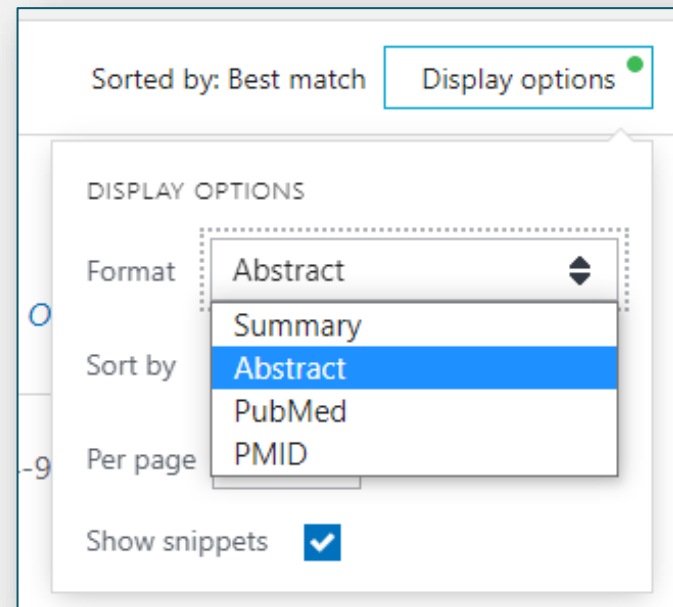 Sorted by: Best match Display options
DISPLAY OPTIONS
Format Abstract
O
Summary
Sort by Abstract
PubMed
-9 Per page PMID
Show snippets